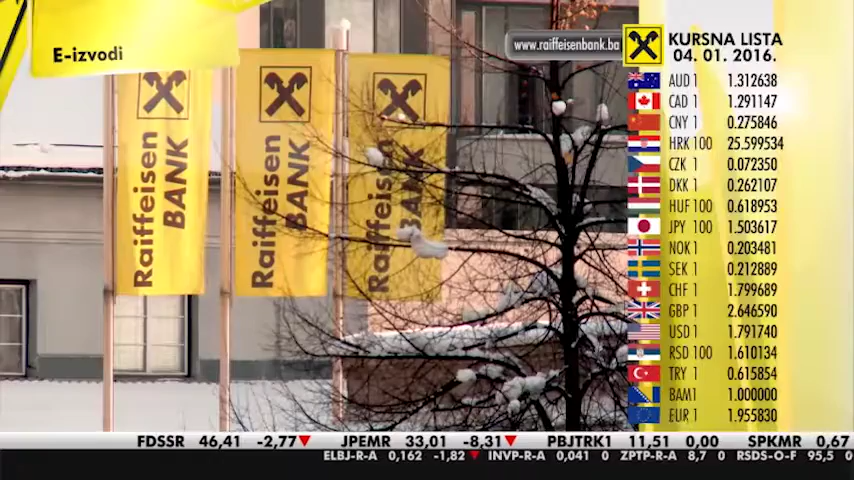 E-izvodi
Raiffeisen
BANK
Raiffeisen
BANK
Raiffeisen
BANK
www.raiffeisenbank.ba
KURSNA LISTA
04. 01. 2016.
AUD 1 1.312638
CAD 1 1.291147
CNY 1 0.275846
HRK 100 25.599534
CZK 1 0.072350
DKK 1 0.262107
HUF 100 0.618953
JPY 100 1.503617
NOK 1 0.203481
SEK 1 0.212889
CHF 1 1.799689
GBP 1 2.646590
USD 1 1.791740
RSD 100 1.610134
TRY 1 0.615854
BAM 1 1.000000
EUR 1 1.955830
FDSSR 46,41 -2,77 JPEMR 33,01 -8,31 PBJTRK1 11,51 0,00 SPKMR 0,67
ELBJ-R-A 0,162 -1,82 INVP-R-A 0,041 0 ZPTP-R-A 8,7 0 RSDS-O-F 95,5 0